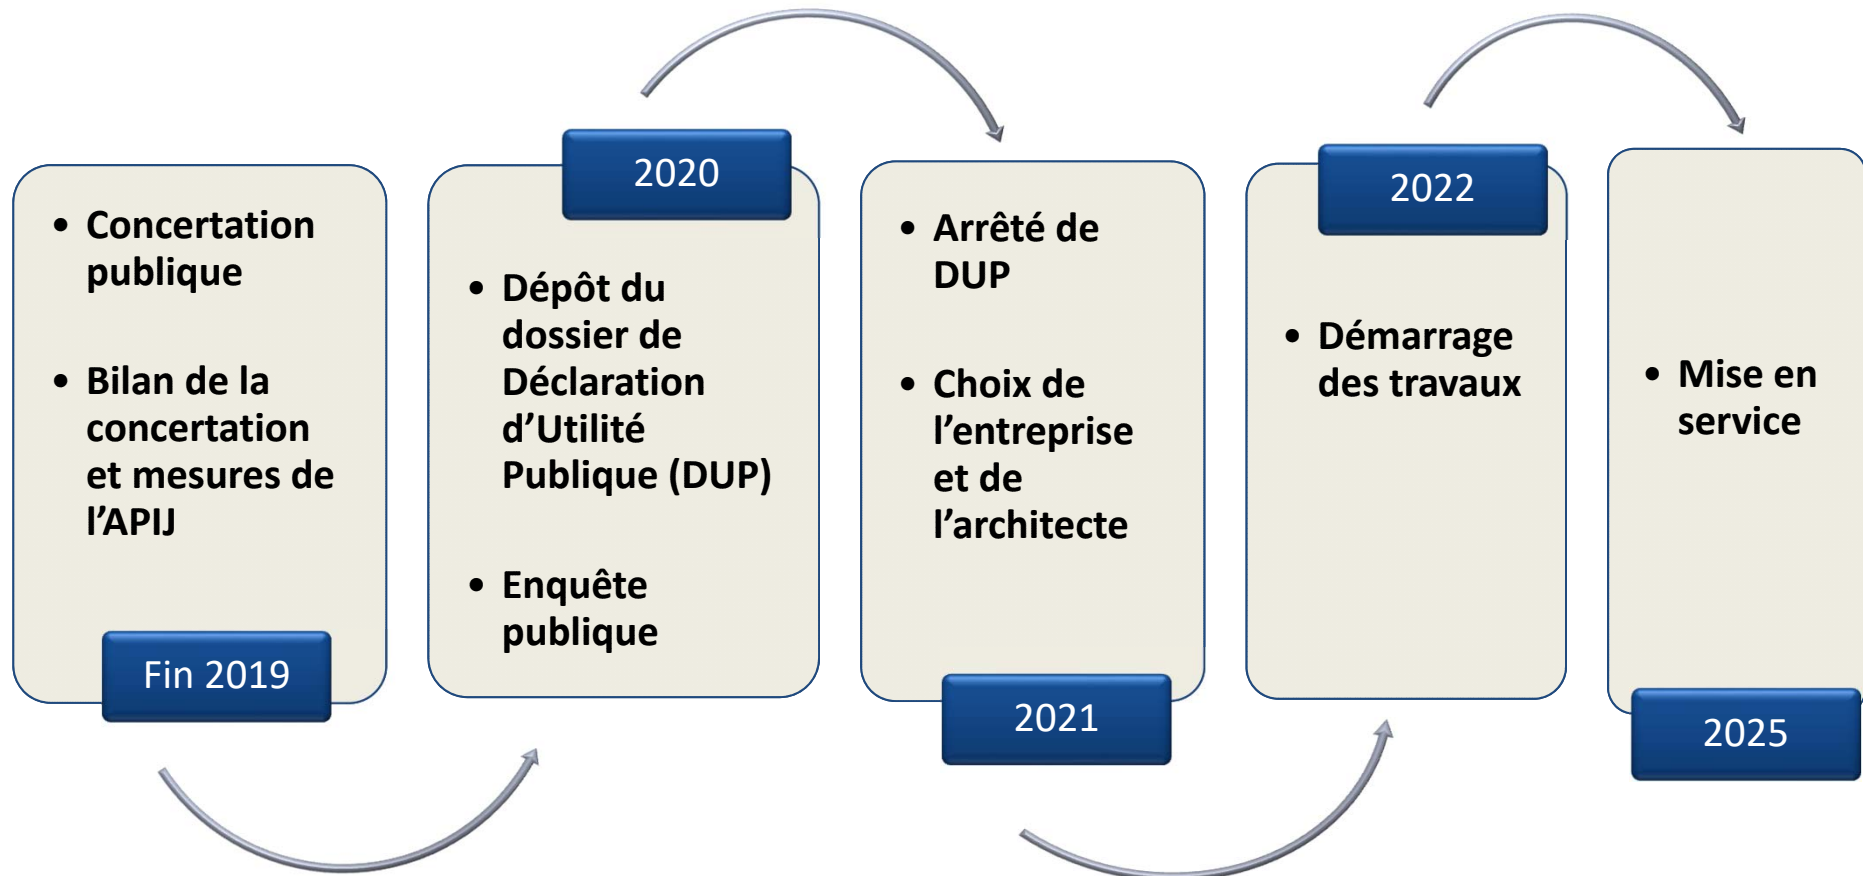 • Concertation
publique
• Bilan de la
concertation
et mesures de
l’APIJ
Fin 2019
2020
• Dépôt du
dossier de
Déclaration
d’Utilité
Publique (DUP)
• Enquête
publique
• Arrêté de
DUP
• Choix de
l’entreprise
et de
l’architecte
2021
2022
• Démarrage
des travaux
• Mise en
service
2025